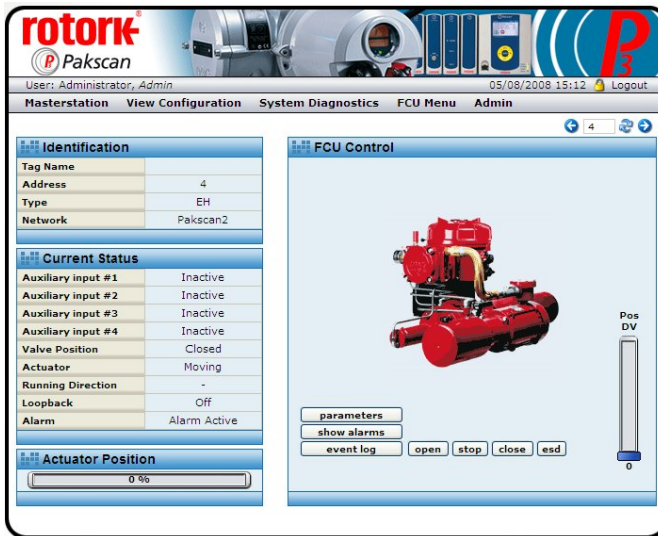 rotork®
Pakscan
P3
User: Administrator, Admin 05/08/2008 15:12 Logout
Masterstation View Configuration System Diagnostics FCU Menu Admin
4
Identification
Tag Name
Address 4
Type EH
Network Pakscan2
Current Status
Auxiliary input #1 Inactive
Auxiliary input #2 Inactive
Auxiliary input #3 Inactive
Auxiliary input #4 Inactive
Valve Position Closed
Actuator Moving
Running Direction -
Loopback Off
Alarm Alarm Active
Actuator Position
0 %
FCU Control
Pos
DV
0
parameters
show alarms
event log open stop close esd